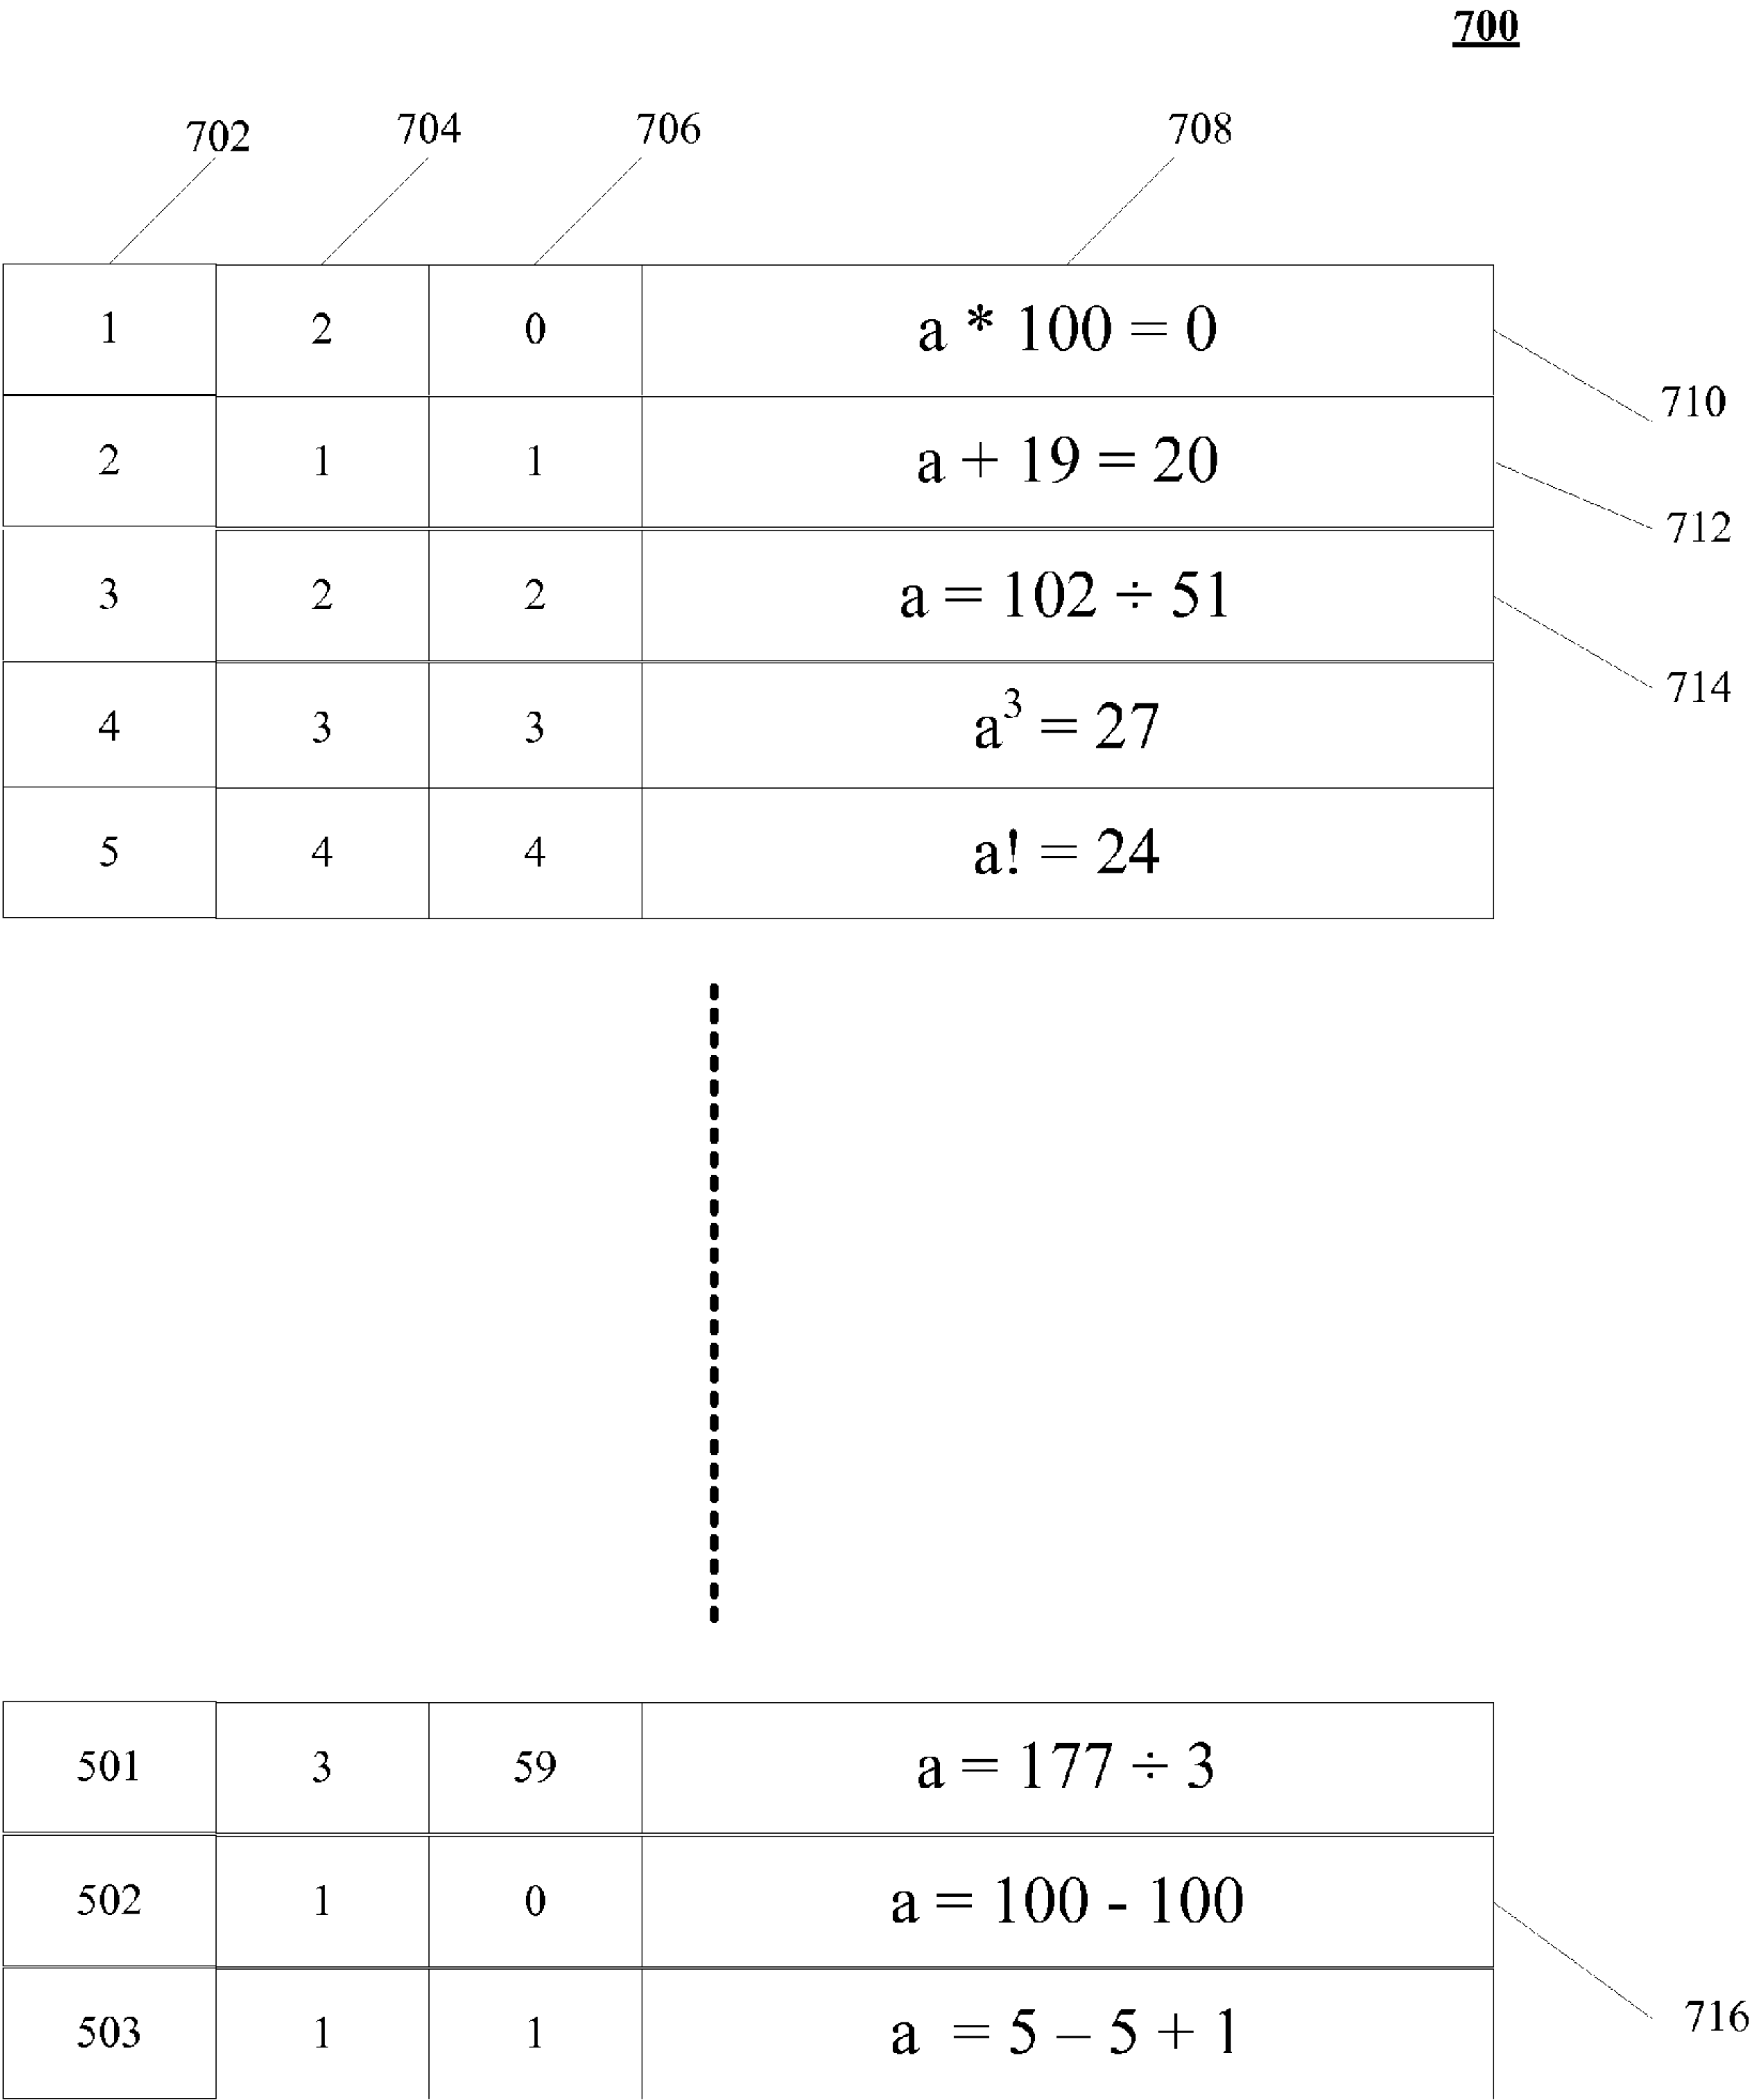 700
702 704 706 708
1 2 0 a * 100 = 0
710
2 1 1 a + 19 = 20
712
3 2 2 a = 102 ÷ 51
714
4 3 3 a³ = 27
5 4 4 a! = 24
501 3 59 a = 177 ÷ 3
502 1 0 a = 100 - 100
716
503 1 1 a = 5 – 5 + 1